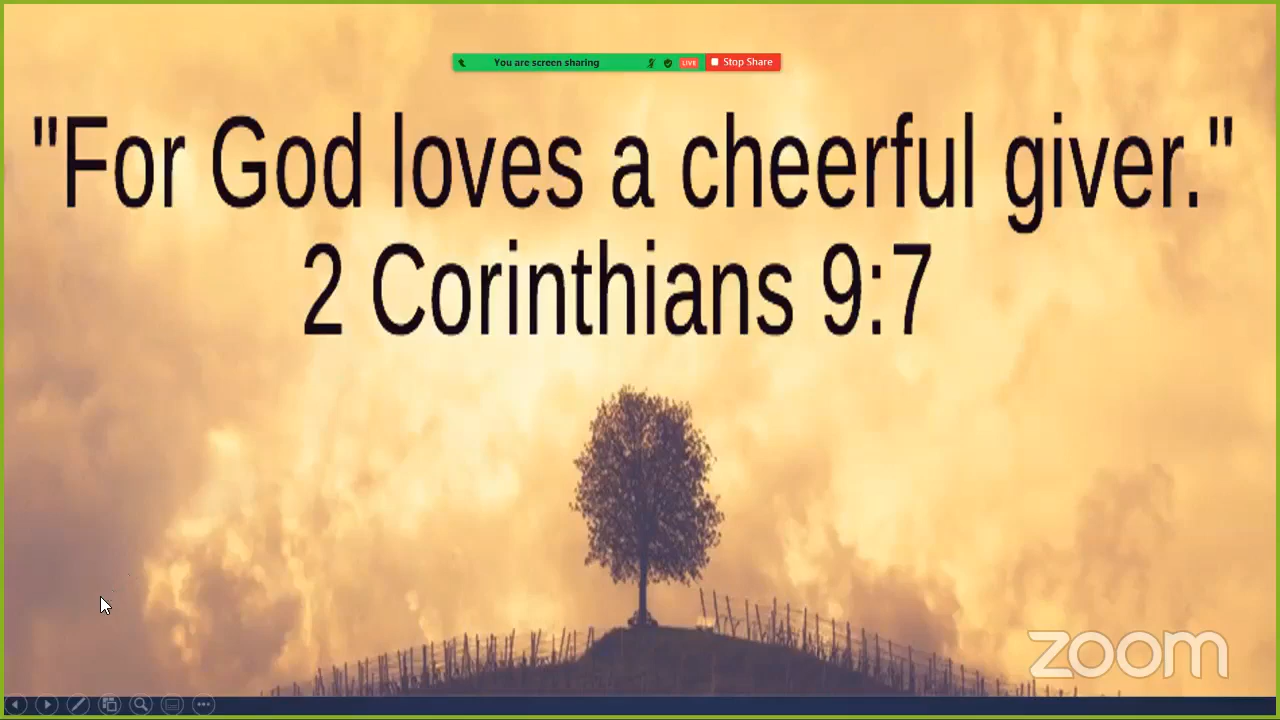 You are screen sharing
LIVE
Stop Share
"For God loves a cheerful giver."
2 Corinthians 9:7
zoom